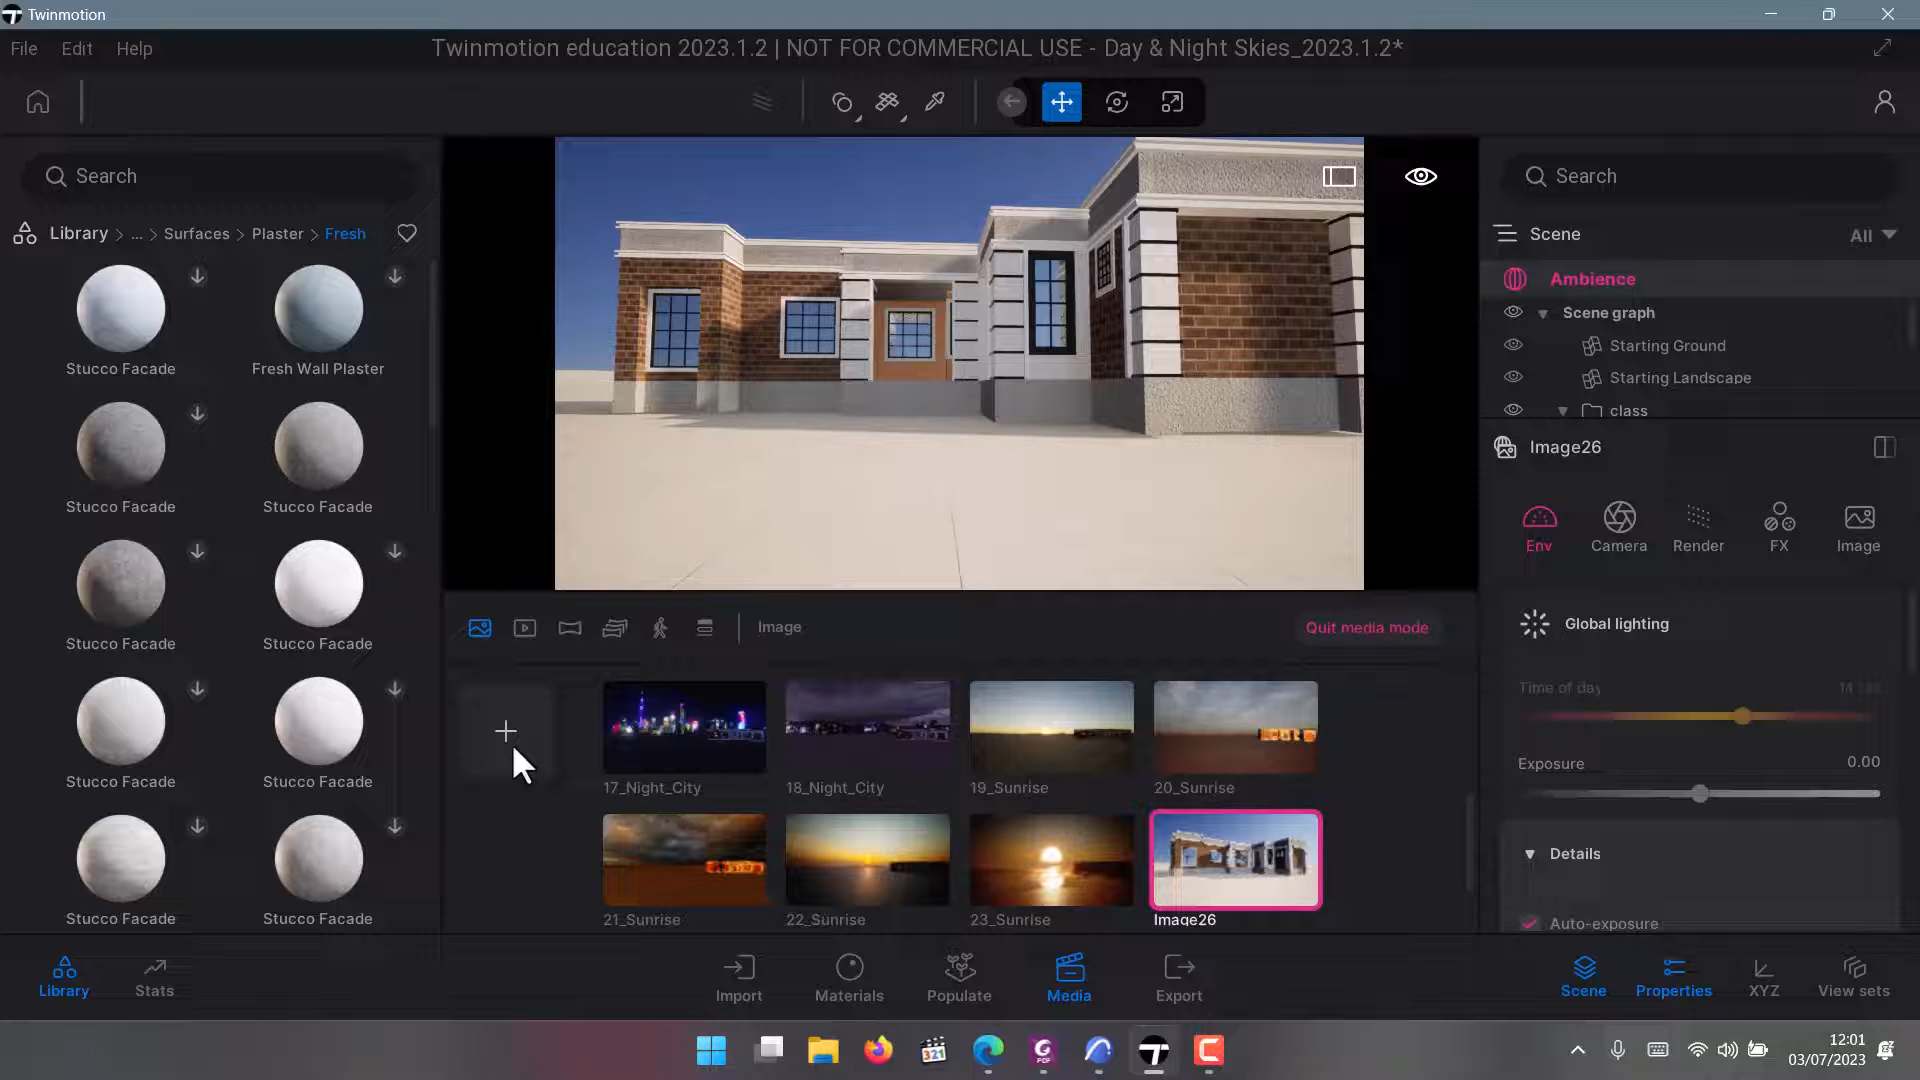 Twinmotion
File Edit Help
Twinmotion education 2023.1.2 | NOT FOR COMMERCIAL USE - Day & Night Skies_2023.1.2*
Search
Library > ... > Surfaces > Plaster > Fresh
Stucco Facade
Fresh Wall Plaster
Stucco Facade
Stucco Facade
Stucco Facade
Stucco Facade
Stucco Facade
Stucco Facade
Stucco Facade
Stucco Facade
Image
Quit media mode
17_Night_City
18_Night_City
19_Sunrise
20_Sunrise
21_Sunrise
22_Sunrise
23_Sunrise
Image26
Search
Scene
All
Ambience
Scene graph
Starting Ground
Starting Landscape
class
Image26
Env
Camera
Render
FX
Image
Global lighting
Time of day
Exposure
0.00
Details
Auto-exposure
Library
Stats
Import
Materials
Populate
Media
Export
Scene
Properties
XYZ
View sets
321
PDF
12:01
03/07/2023